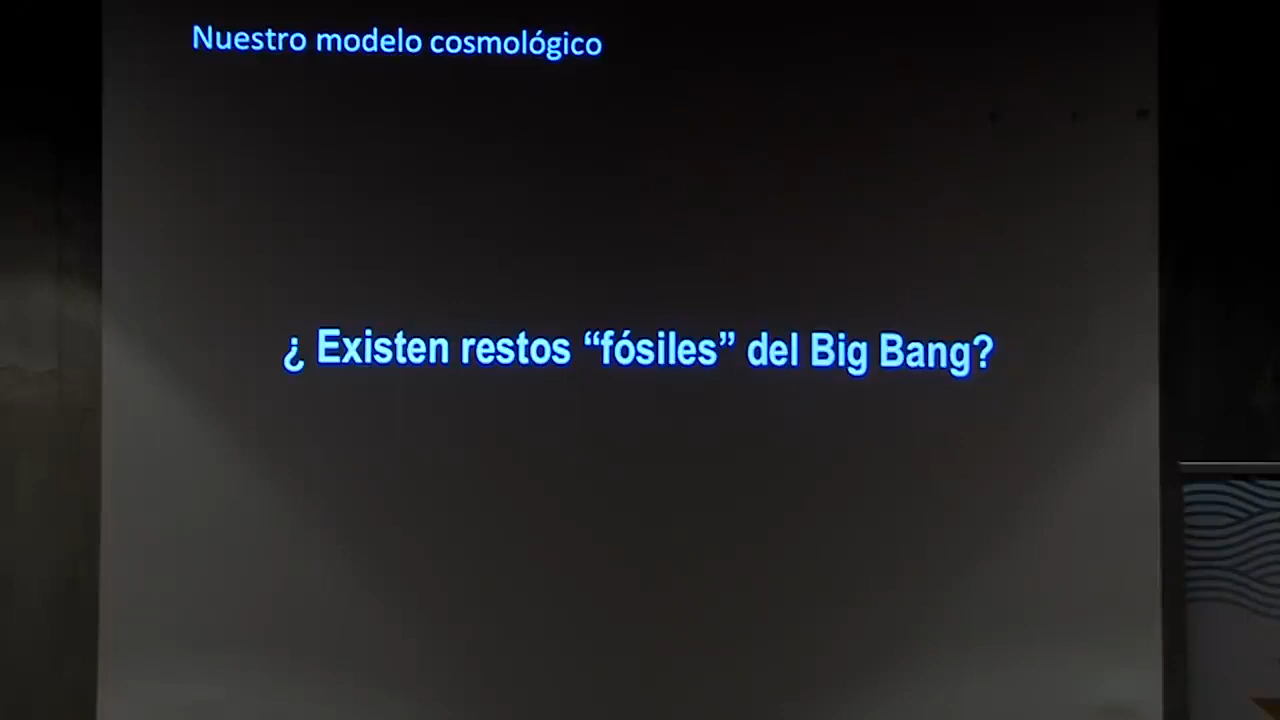 Nuestro modelo cosmológico
¿ Existen restos “fósiles” del Big Bang?